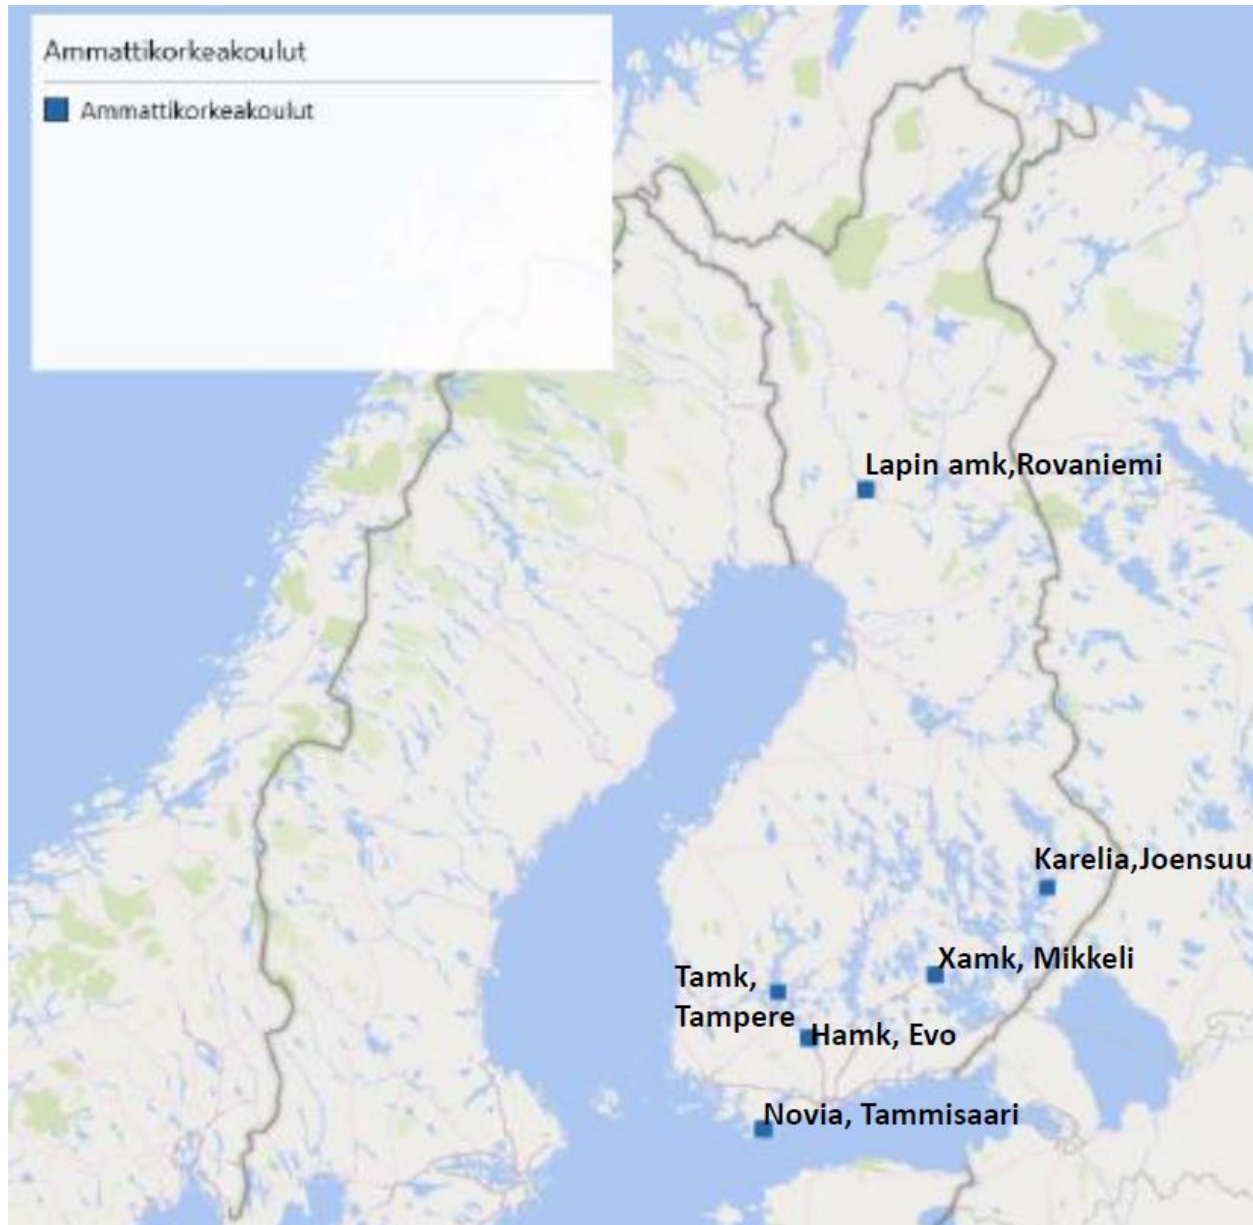 Ammattikorkeakoulut
Ammattikorkeakoulut
Lapin amk,Rovaniemi
Karelia,Joensuu
Xamk, Mikkeli
Tamk,
Tampere
Hamk, Evo
Novia, Tammisaari